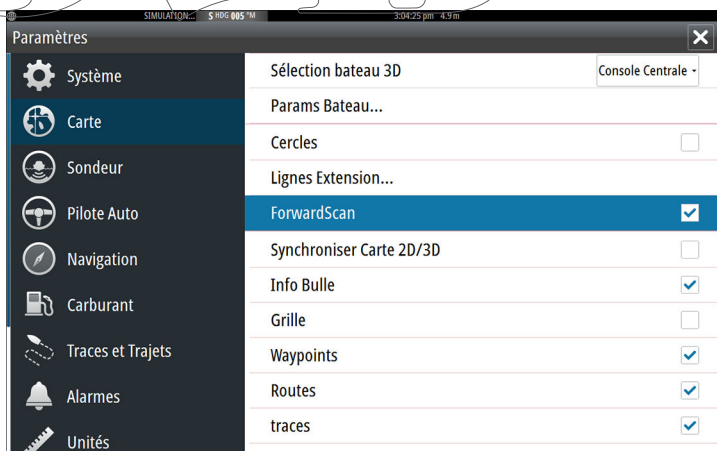 SIMULATION... S HDG 005 °M 3:04:25 pm 4.9 m
Paramètres
Système
Carte
Sondeur
Pilote Auto
Navigation
Carburant
Traces et Trajets
Alarmes
Unités
Sélection bateau 3D Console Centrale
Params Bateau...
Cercles
Lignes Extension...
ForwardScan
Synchroniser Carte 2D/3D
Info Bulle
Grille
Waypoints
Routes
traces